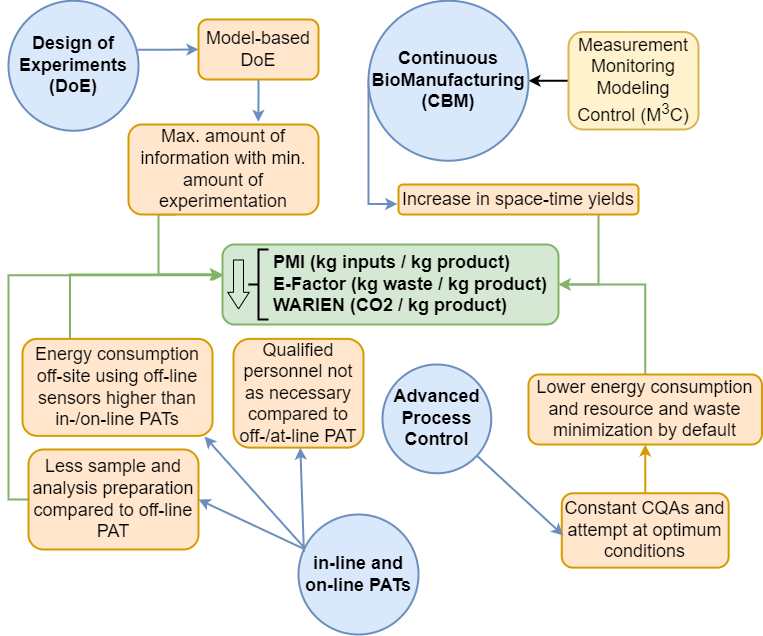 Design of
Experiments
(DoE)
Model-based
DoE
Continuous
BioManufacturing
(CBM)
Measurement
Monitoring
Modeling
Control (M³C)
Max. amount of
information with min.
amount of
experimentation
Increase in space-time yields
PMI (kg inputs / kg product)
E-Factor (kg waste / kg product)
WARIEN (CO2 / kg product)
Energy consumption
off-site using off-line
sensors higher than
in-/on-line PATs
Qualified
personnel not
as necessary
compared to
off-/at-line PAT
Advanced
Process
Control
Lower energy consumption
and resource and waste
minimization by default
Less sample and
analysis preparation
compared to off-line
PAT
Constant CQAs and
attempt at optimum
conditions
in-line and
on-line PATs